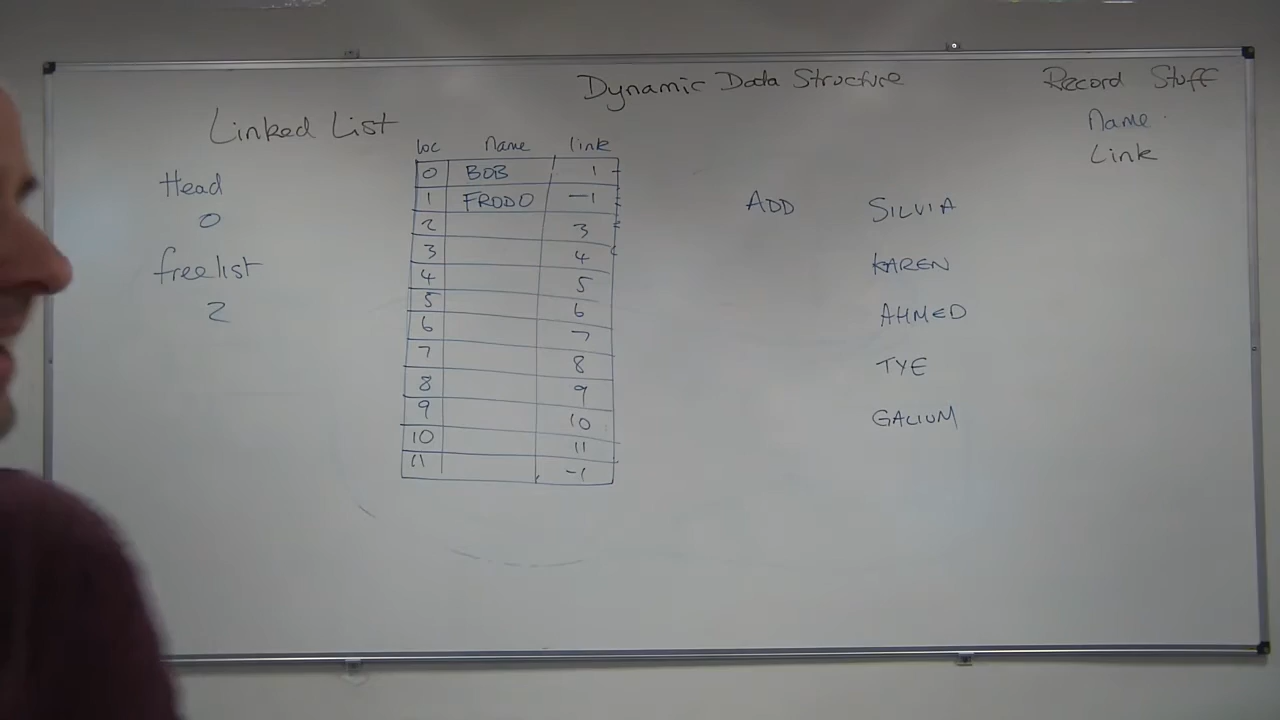 Dynamic Data Structure
Record Stuff
Name
Link
Linked List
Head
0
freelist
2
loc Name link
0 BOB 1
1 FRODO -1
2 3
3 4
4 5
5 6
6 7
7 8
8 9
9 10
10 11
11 -1
ADD SILVIA
KAREN
AHMED
TYE
GALIUM